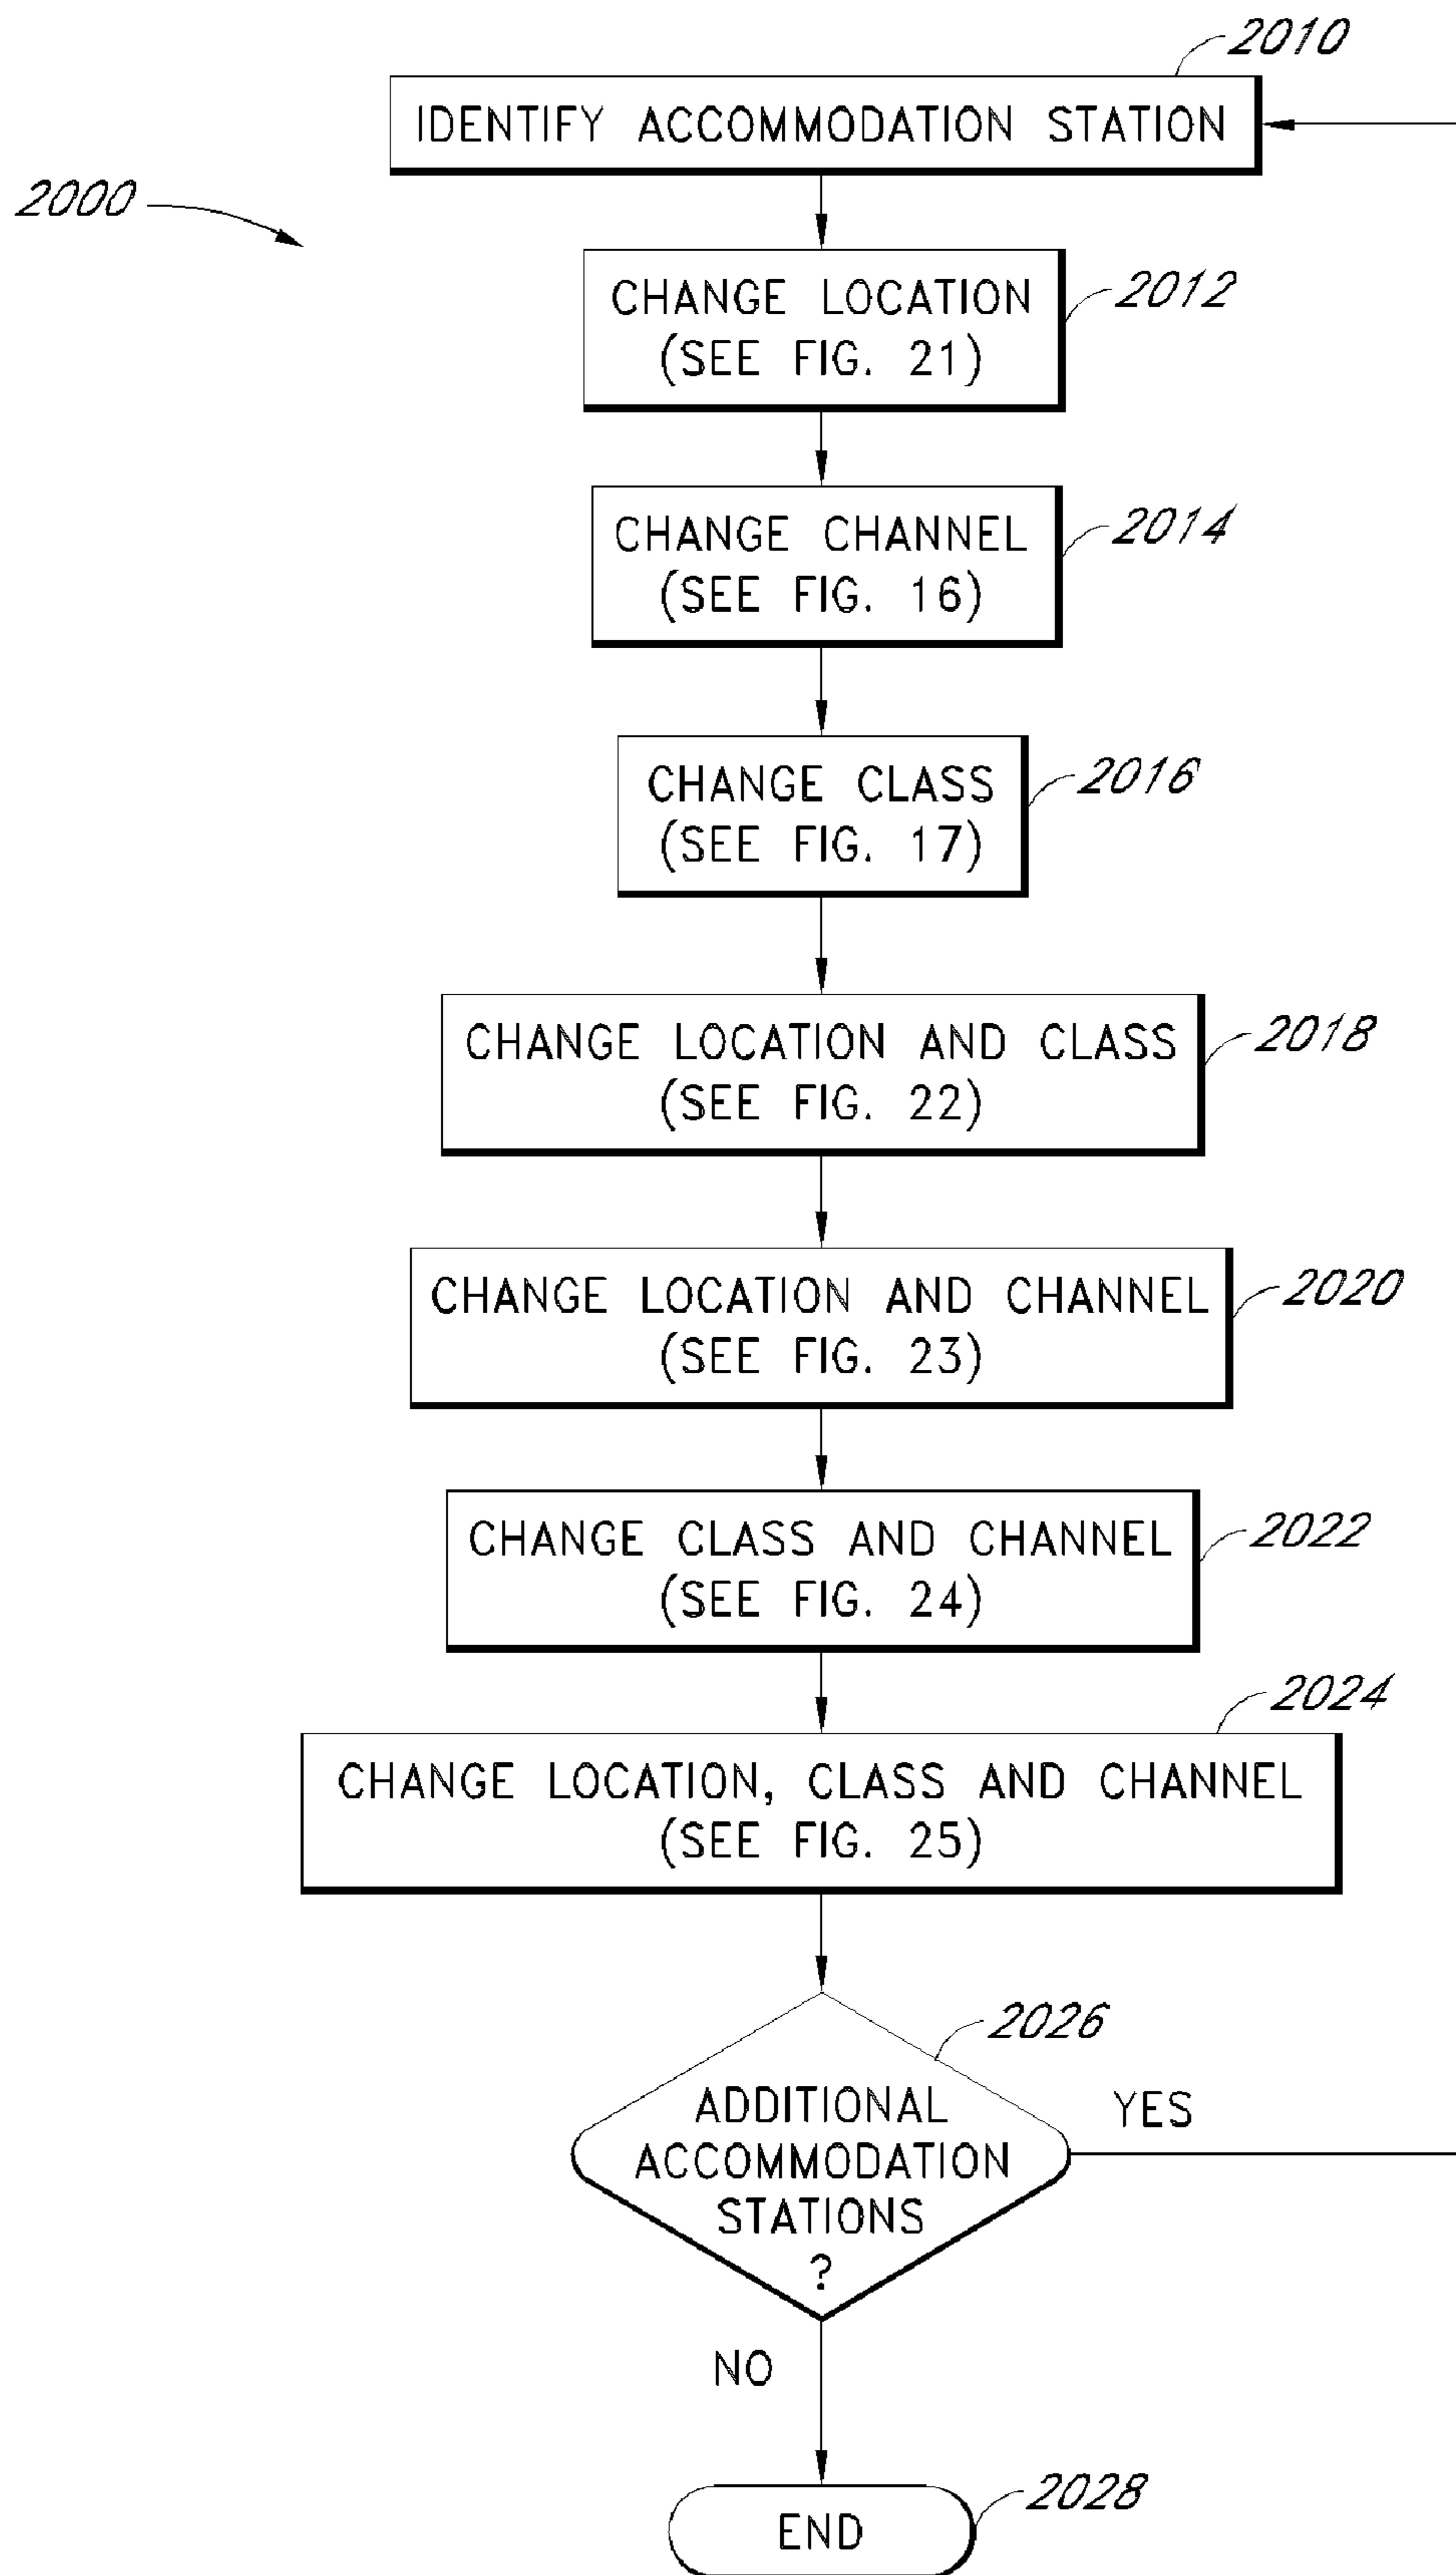 2010
IDENTIFY ACCOMMODATION STATION
2000
CHANGE LOCATION
(SEE FIG. 21)
2012
CHANGE CHANNEL
(SEE FIG. 16)
2014
CHANGE CLASS
(SEE FIG. 17)
2016
CHANGE LOCATION AND CLASS
(SEE FIG. 22)
2018
CHANGE LOCATION AND CHANNEL
(SEE FIG. 23)
2020
CHANGE CLASS AND CHANNEL
(SEE FIG. 24)
2022
2024
CHANGE LOCATION, CLASS AND CHANNEL
(SEE FIG. 25)
2026
ADDITIONAL
ACCOMMODATION
STATIONS
?
YES
NO
END
2028